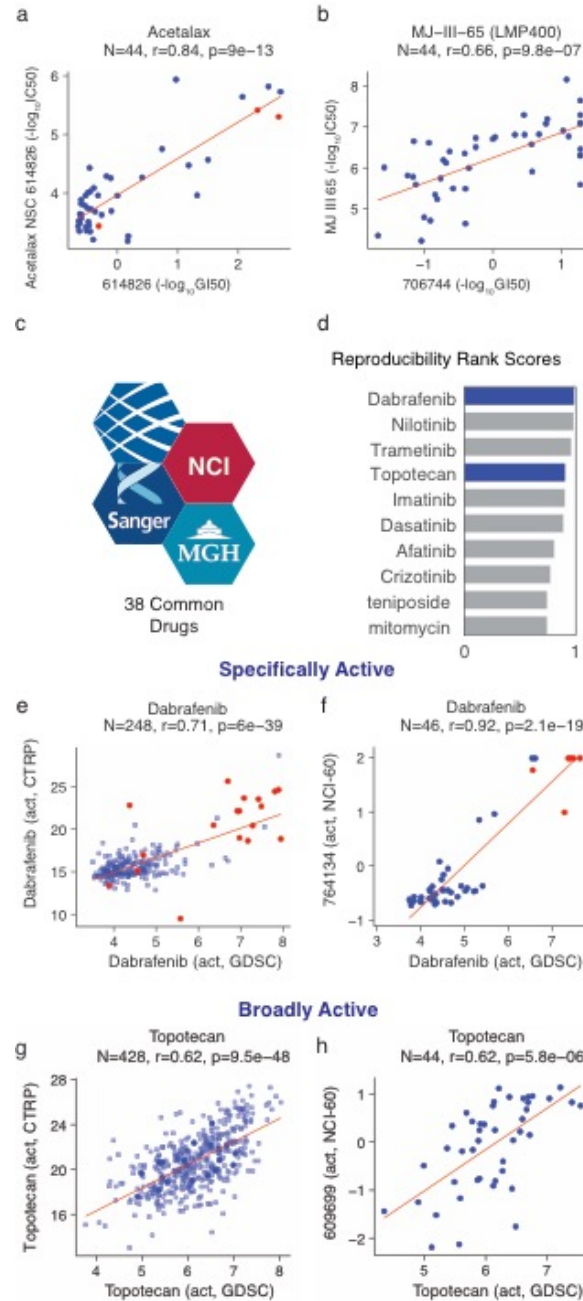 a
Acetalax
N=44, r=0.84, p=9e-13
Acetalax NSC 614826 (-log₁₀IC50)
6
5
4
0
1
2
614826 (-log₁₀GI50)
b
MJ-III-65 (LMP400)
N=44, r=0.66, p=9.8e-07
MJ III 65 (-log₁₀IC50)
8
7
6
5
4
-1
0
1
706744 (-log₁₀GI50)
c
NCI
Sanger
MGH
38 Common
Drugs
d
Reproducibility Rank Scores
Dabrafenib
Nilotinib
Trametinib
Topotecan
Imatinib
Dasatinib
Afatinib
Crizotinib
teniposide
mitomycin
0
1
Specifically Active
e
Dabrafenib
N=248, r=0.71, p=6e-39
Dabrafenib (act, CTRP)
25
20
15
10
4
5
6
7
8
Dabrafenib (act, GDSC)
f
Dabrafenib
N=46, r=0.92, p=2.1e-19
764134 (act, NCI-60)
2
1
0
-1
3
4
5
6
7
Dabrafenib (act, GDSC)
Broadly Active
g
Topotecan
N=428, r=0.62, p=9.5e-48
Topotecan (act, CTRP)
28
24
20
16
4
5
6
7
8
Topotecan (act, GDSC)
h
Topotecan
N=44, r=0.62, p=5.8e-06
609699 (act, NCI-60)
1
0
-1
-2
5
6
7
Topotecan (act, GDSC)